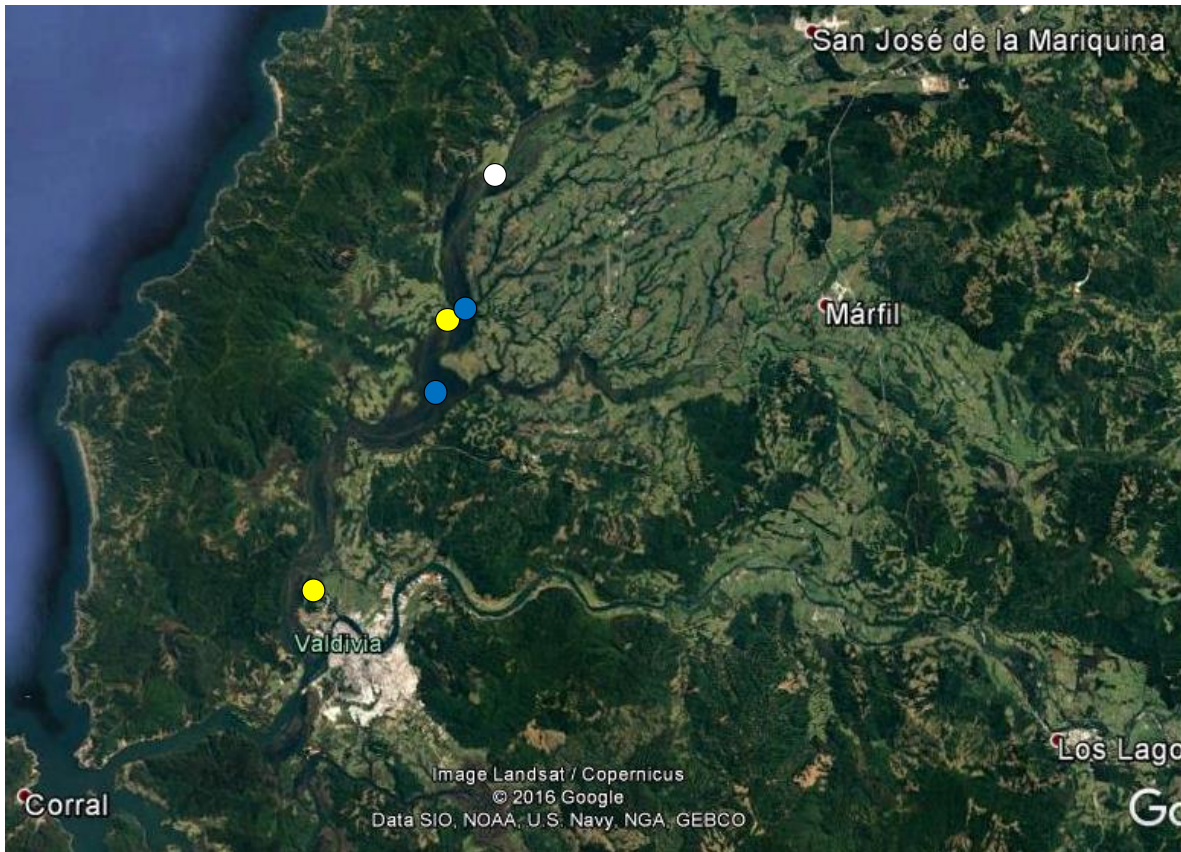 San José de la Mariquina
Márfil
Valdivia
Los Lago
Corral
Image Landsat / Copernicus
© 2016 Google
Data SIO, NOAA, U.S. Navy, NGA, GEBCO
Go